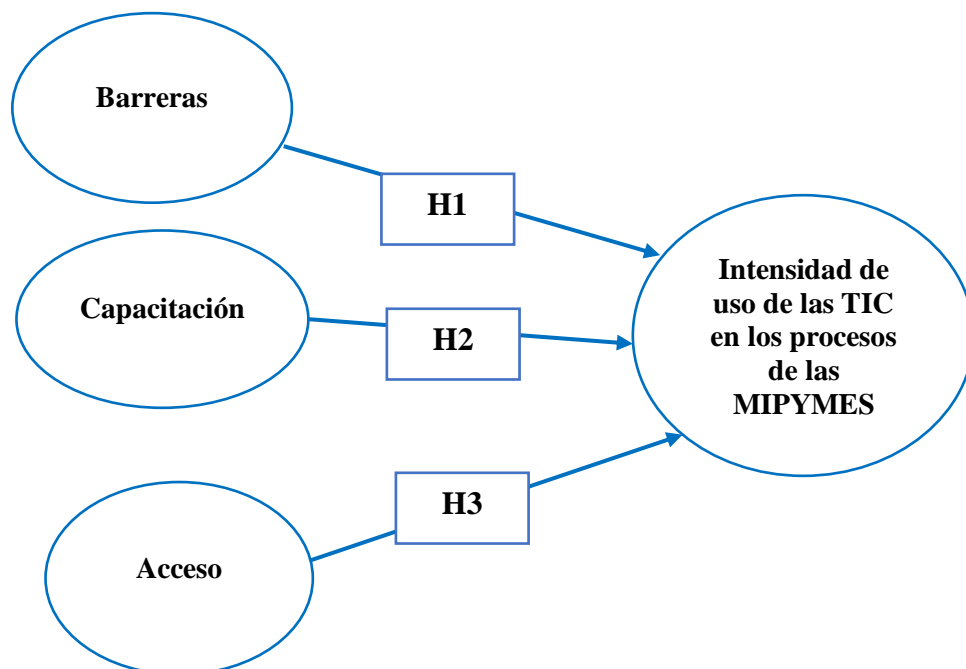 Barreras
H1
Capacitación
H2
Acceso
H3
Intensidad de
uso de las TIC
en los procesos
de las
MIPYMES